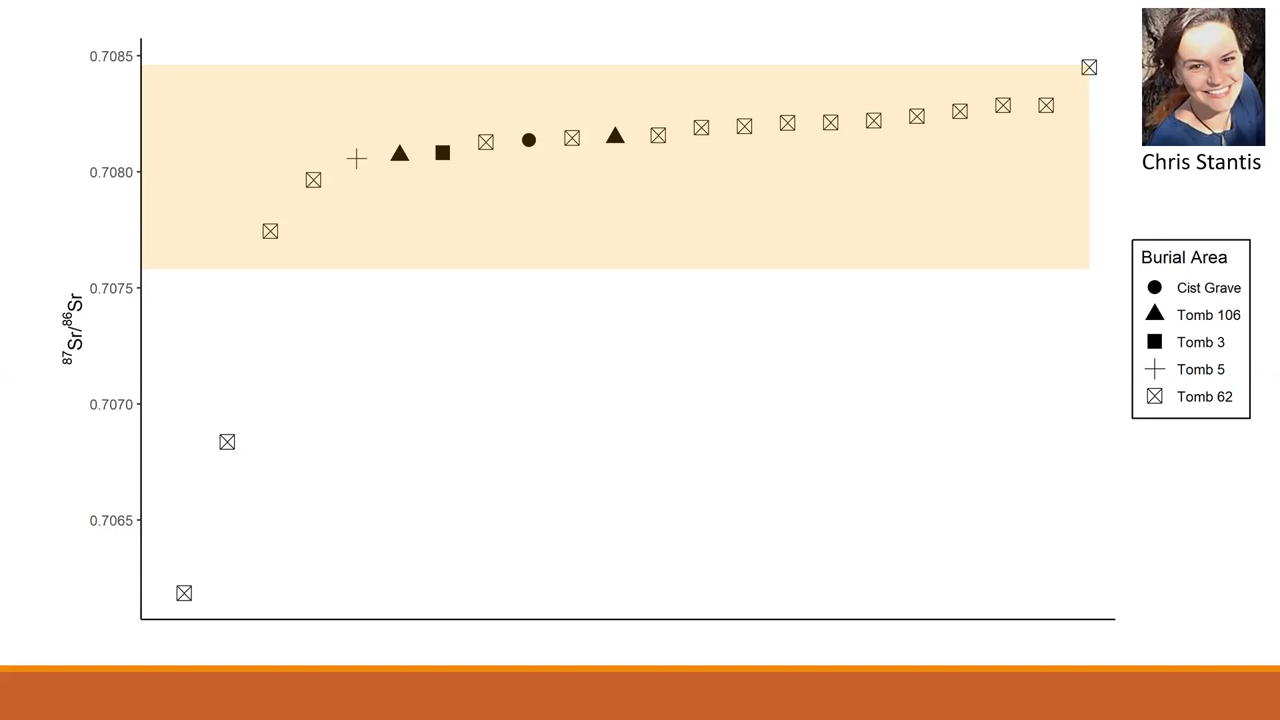 0.7085
0.7080
0.7075
0.7070
0.7065
87Sr/86Sr
Chris Stantis
Burial Area
Cist Grave
Tomb 106
Tomb 3
Tomb 5
Tomb 62